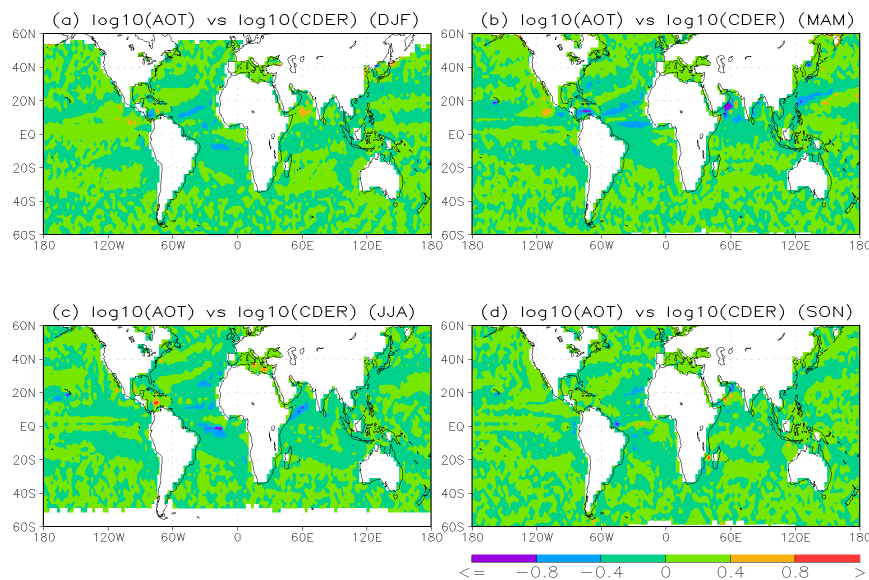 (a) log10(AOT) vs log10(CDER) (DJF)
60N
40N
20N
EQ
20S
40S
60S
180 120W 60W 0 60E 120E 180
(b) log10(AOT) vs log10(CDER) (MAM)
60N
40N
20N
EQ
20S
40S
60S
180 120W 60W 0 60E 120E 180
(c) log10(AOT) vs log10(CDER) (JJA)
60N
40N
20N
EQ
20S
40S
60S
180 120W 60W 0 60E 120E 180
(d) log10(AOT) vs log10(CDER) (SON)
60N
40N
20N
EQ
20S
40S
60S
180 120W 60W 0 60E 120E 180
<= -0.8 -0.4 0 0.4 0.8 >